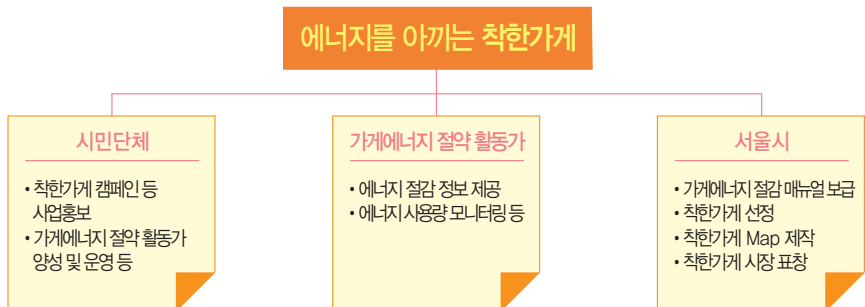 에너지를 아끼는 착한가게
시민단체
• 착한가게 캠페인 등
사업홍보
• 가게에너지 절약 활동가
양성 및 운영 등
가게에너지 절약 활동가
• 에너지 절감 정보 제공
• 에너지 사용량 모니터링 등
서울시
• 가게에너지 절감 매뉴얼 보급
• 착한가게 선정
• 착한가게 Map 제작
• 착한가게 시장 표창